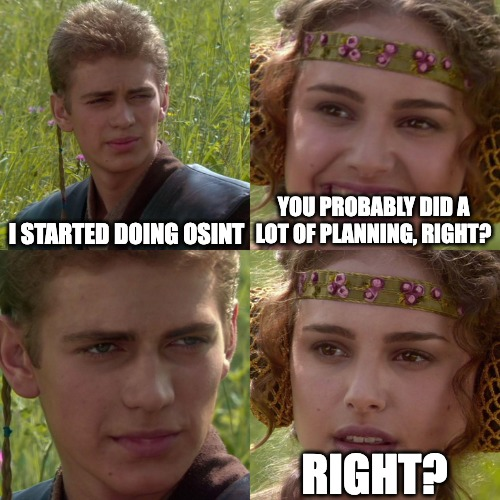 I STARTED DOING OSINT
YOU PROBABLY DID A
LOT OF PLANNING, RIGHT?
RIGHT?